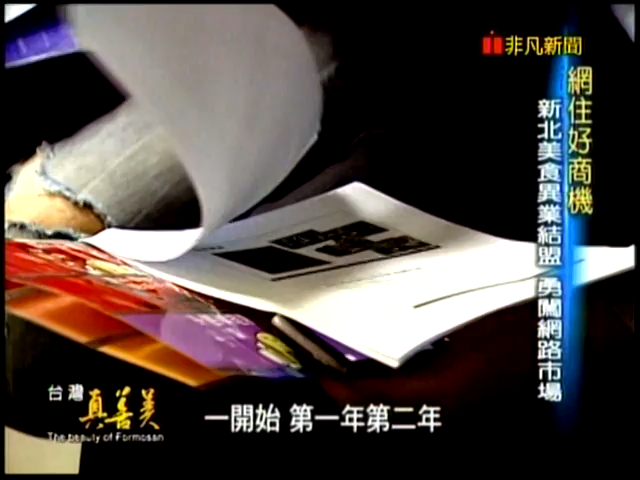 非凡新聞
網住好商機
新北美食異業結盟 勇闖網路市場
台灣
真善美
The beauty of Formosan
一開始 第一年第二年